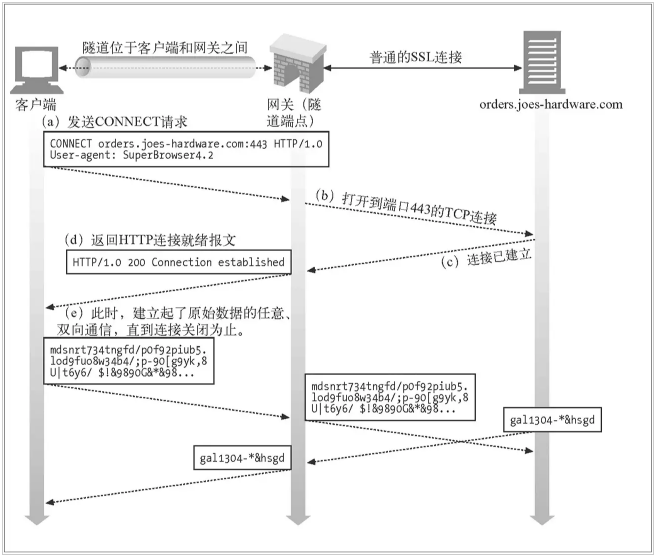 隧道位于客户端和网关之间
普通的SSL连接
客户端
网关（隧
道端点）
orders.joes-hardware.com
（a）发送CONNECT请求
CONNECT orders.joes-hardware.com:443 HTTP/1.0
User-agent: SuperBrowser4.2
（b）打开到端口443的TCP连接
（c）连接已建立
（d）返回HTTP连接就绪报文
HTTP/1.0 200 Connection established
（e）此时，建立起了原始数据的任意、
双向通信，直到连接关闭为止。
mdsnrt734tngfd/pOf92piub5.
lod9fuo8w34b4/;p-90[g9yk,8
U|t6y6/ $!&989oG&*&98...
mdsnrt734tngfd/pOf92piub5.
lod9fuo8w34b4/;p-90[g9yk,8
U|t6y6/ $!&989oG&*&98...
gal1304-*&hsgd
gal1304-*&hsgd